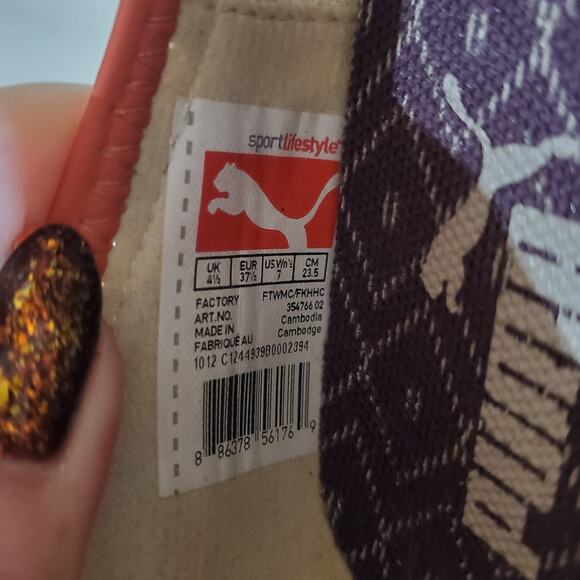 sportlifestyle
UK EUR US Wn's CM
4½ 37½ 7 23.5
FACTORY FTWMC/FKHHC
ART.NO. 354766 02
MADE IN Cambodia
FABRIQUÉ AU Cambodge
1012 C1244939B0002394
8 86378 56176 9
PUMA